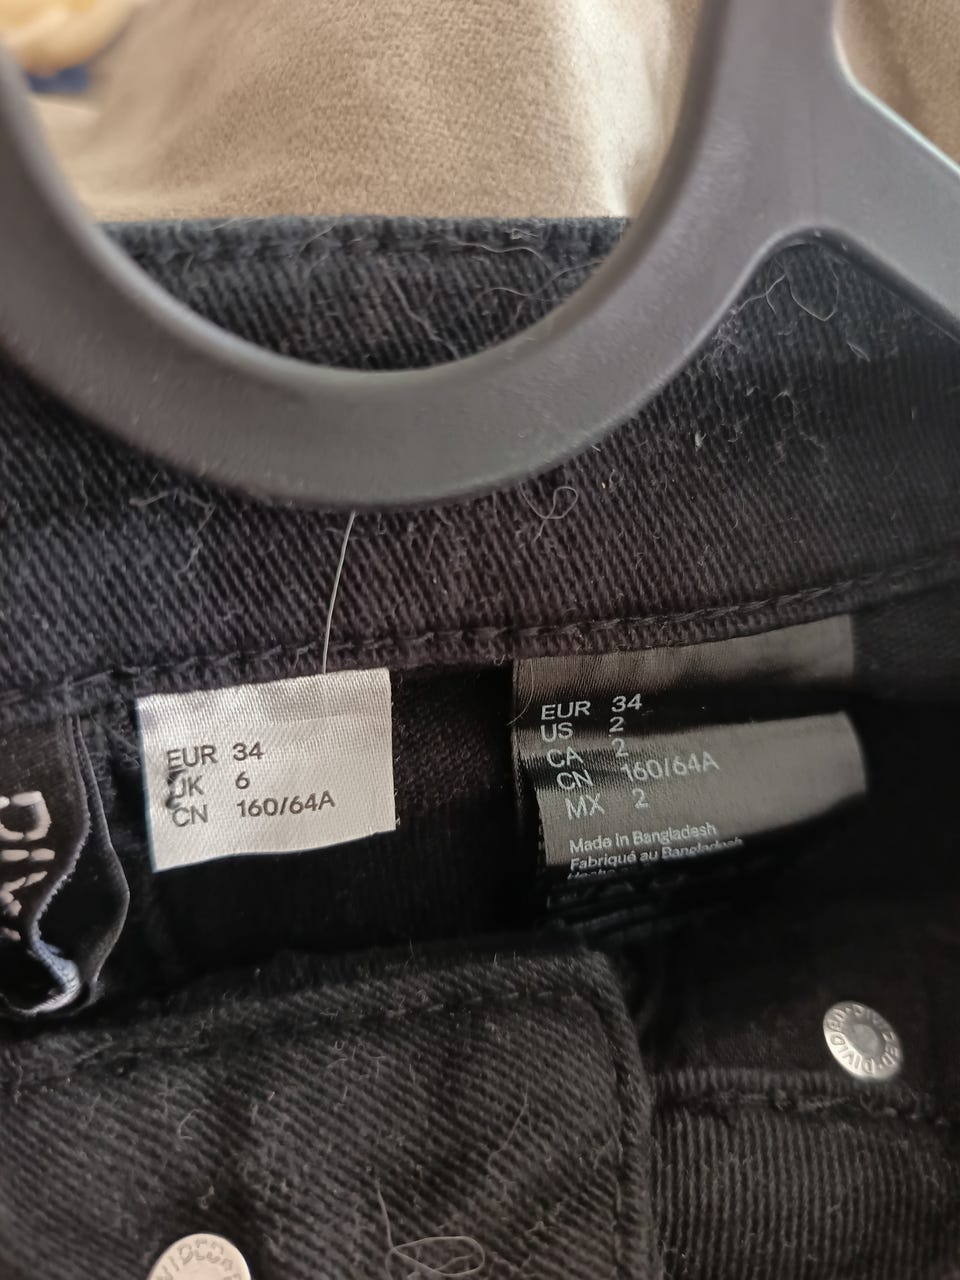 EUR 34
UK 6
CN 160/64A
EUR 34
US 2
CA 2
CN 160/64A
MX 2
Made in Bangladesh
Fabriqué au Bangladesh
DIVIDED